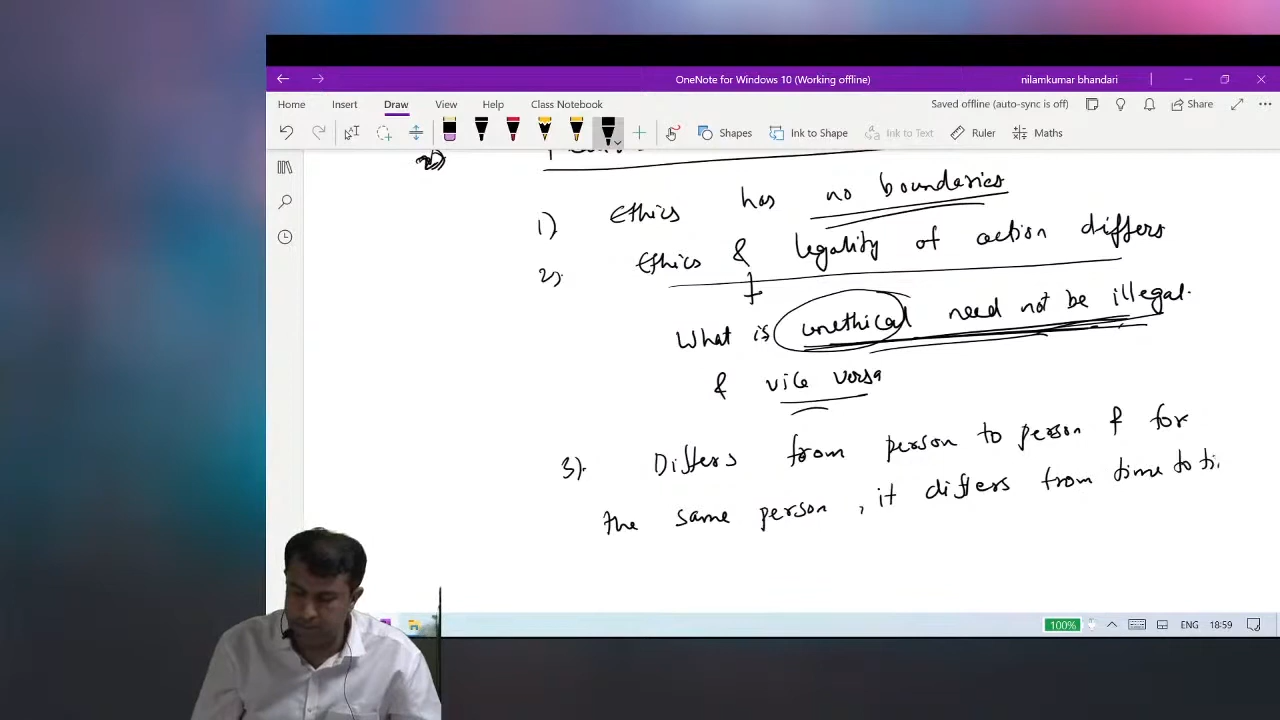 OneNote for Windows 10 (Working offline)
nilamkumar bhandari
Home Insert Draw View Help Class Notebook
Saved offline (auto-sync is off)
Share
Shapes Ink to Shape Ink to Text Ruler Maths
1). Ethics has no boundaries
2). Ethics & legality of action differs
What is unethical need not be illegal.
& vice versa
3). Differs from person to person & for
the same person, it differs from time to ti
100% ENG 18:59